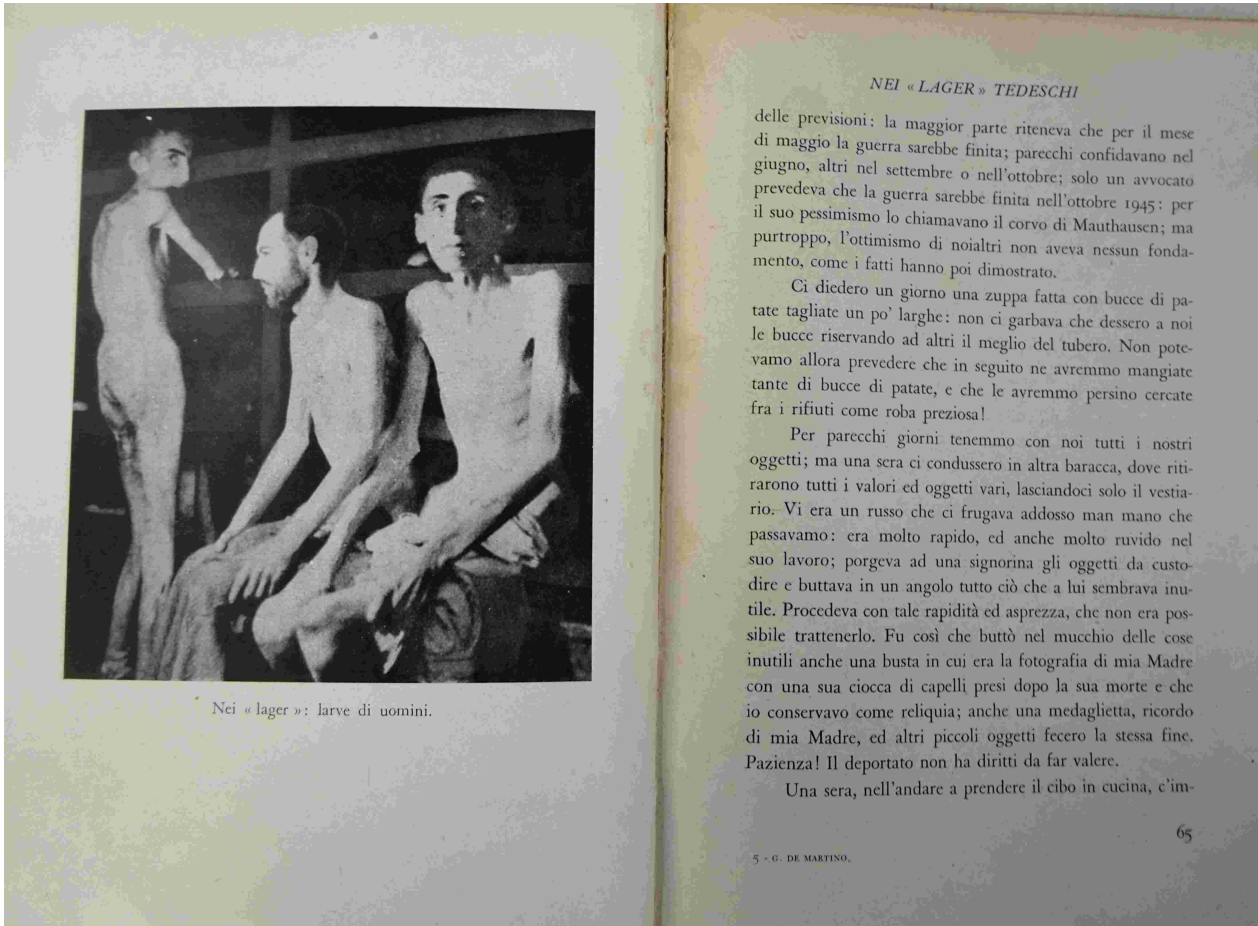 Nei « lager »: larve di uomini.
NEI « LAGER » TEDESCHI
delle previsioni: la maggior parte riteneva che per il mese
di maggio la guerra sarebbe finita; parecchi confidavano nel
giugno, altri nel settembre o nell'ottobre; solo un avvocato
prevedeva che la guerra sarebbe finita nell'ottobre 1945: per
il suo pessimismo lo chiamavano il corvo di Mauthausen; ma
purtroppo, l'ottimismo di noialtri non aveva nessun fonda-
mento, come i fatti hanno poi dimostrato.
Ci diedero un giorno una zuppa fatta con bucce di pa-
tate tagliate un po' larghe: non ci garbava che dessero a noi
le bucce riservando ad altri il meglio del tubero. Non pote-
vamo allora prevedere che in seguito ne avremmo mangiate
tante di bucce di patate, e che le avremmo persino cercate
fra i rifiuti come roba preziosa!
Per parecchi giorni tenemmo con noi tutti i nostri
oggetti; ma una sera ci condussero in altra baracca, dove riti-
rarono tutti i valori ed oggetti vari, lasciandoci solo il vestia-
rio. Vi era un russo che ci frugava addosso man mano che
passavamo: era molto rapido, ed anche molto ruvido nel
suo lavoro; porgeva ad una signorina gli oggetti da custo-
dire e buttava in un angolo tutto ciò che a lui sembrava inu-
tile. Procedeva con tale rapidità ed asprezza, che non era pos-
sibile trattenerlo. Fu così che buttò nel mucchio delle cose
inutili anche una busta in cui era la fotografia di mia Madre
con una sua ciocca di capelli presi dopo la sua morte e che
io conservavo come reliquia; anche una medaglietta, ricordo
di mia Madre, ed altri piccoli oggetti fecero la stessa fine.
Pazienza! Il deportato non ha diritti da far valere.
Una sera, nell'andare a prendere il cibo in cucina, c'im-
65
5 - G. DE MARTINO.